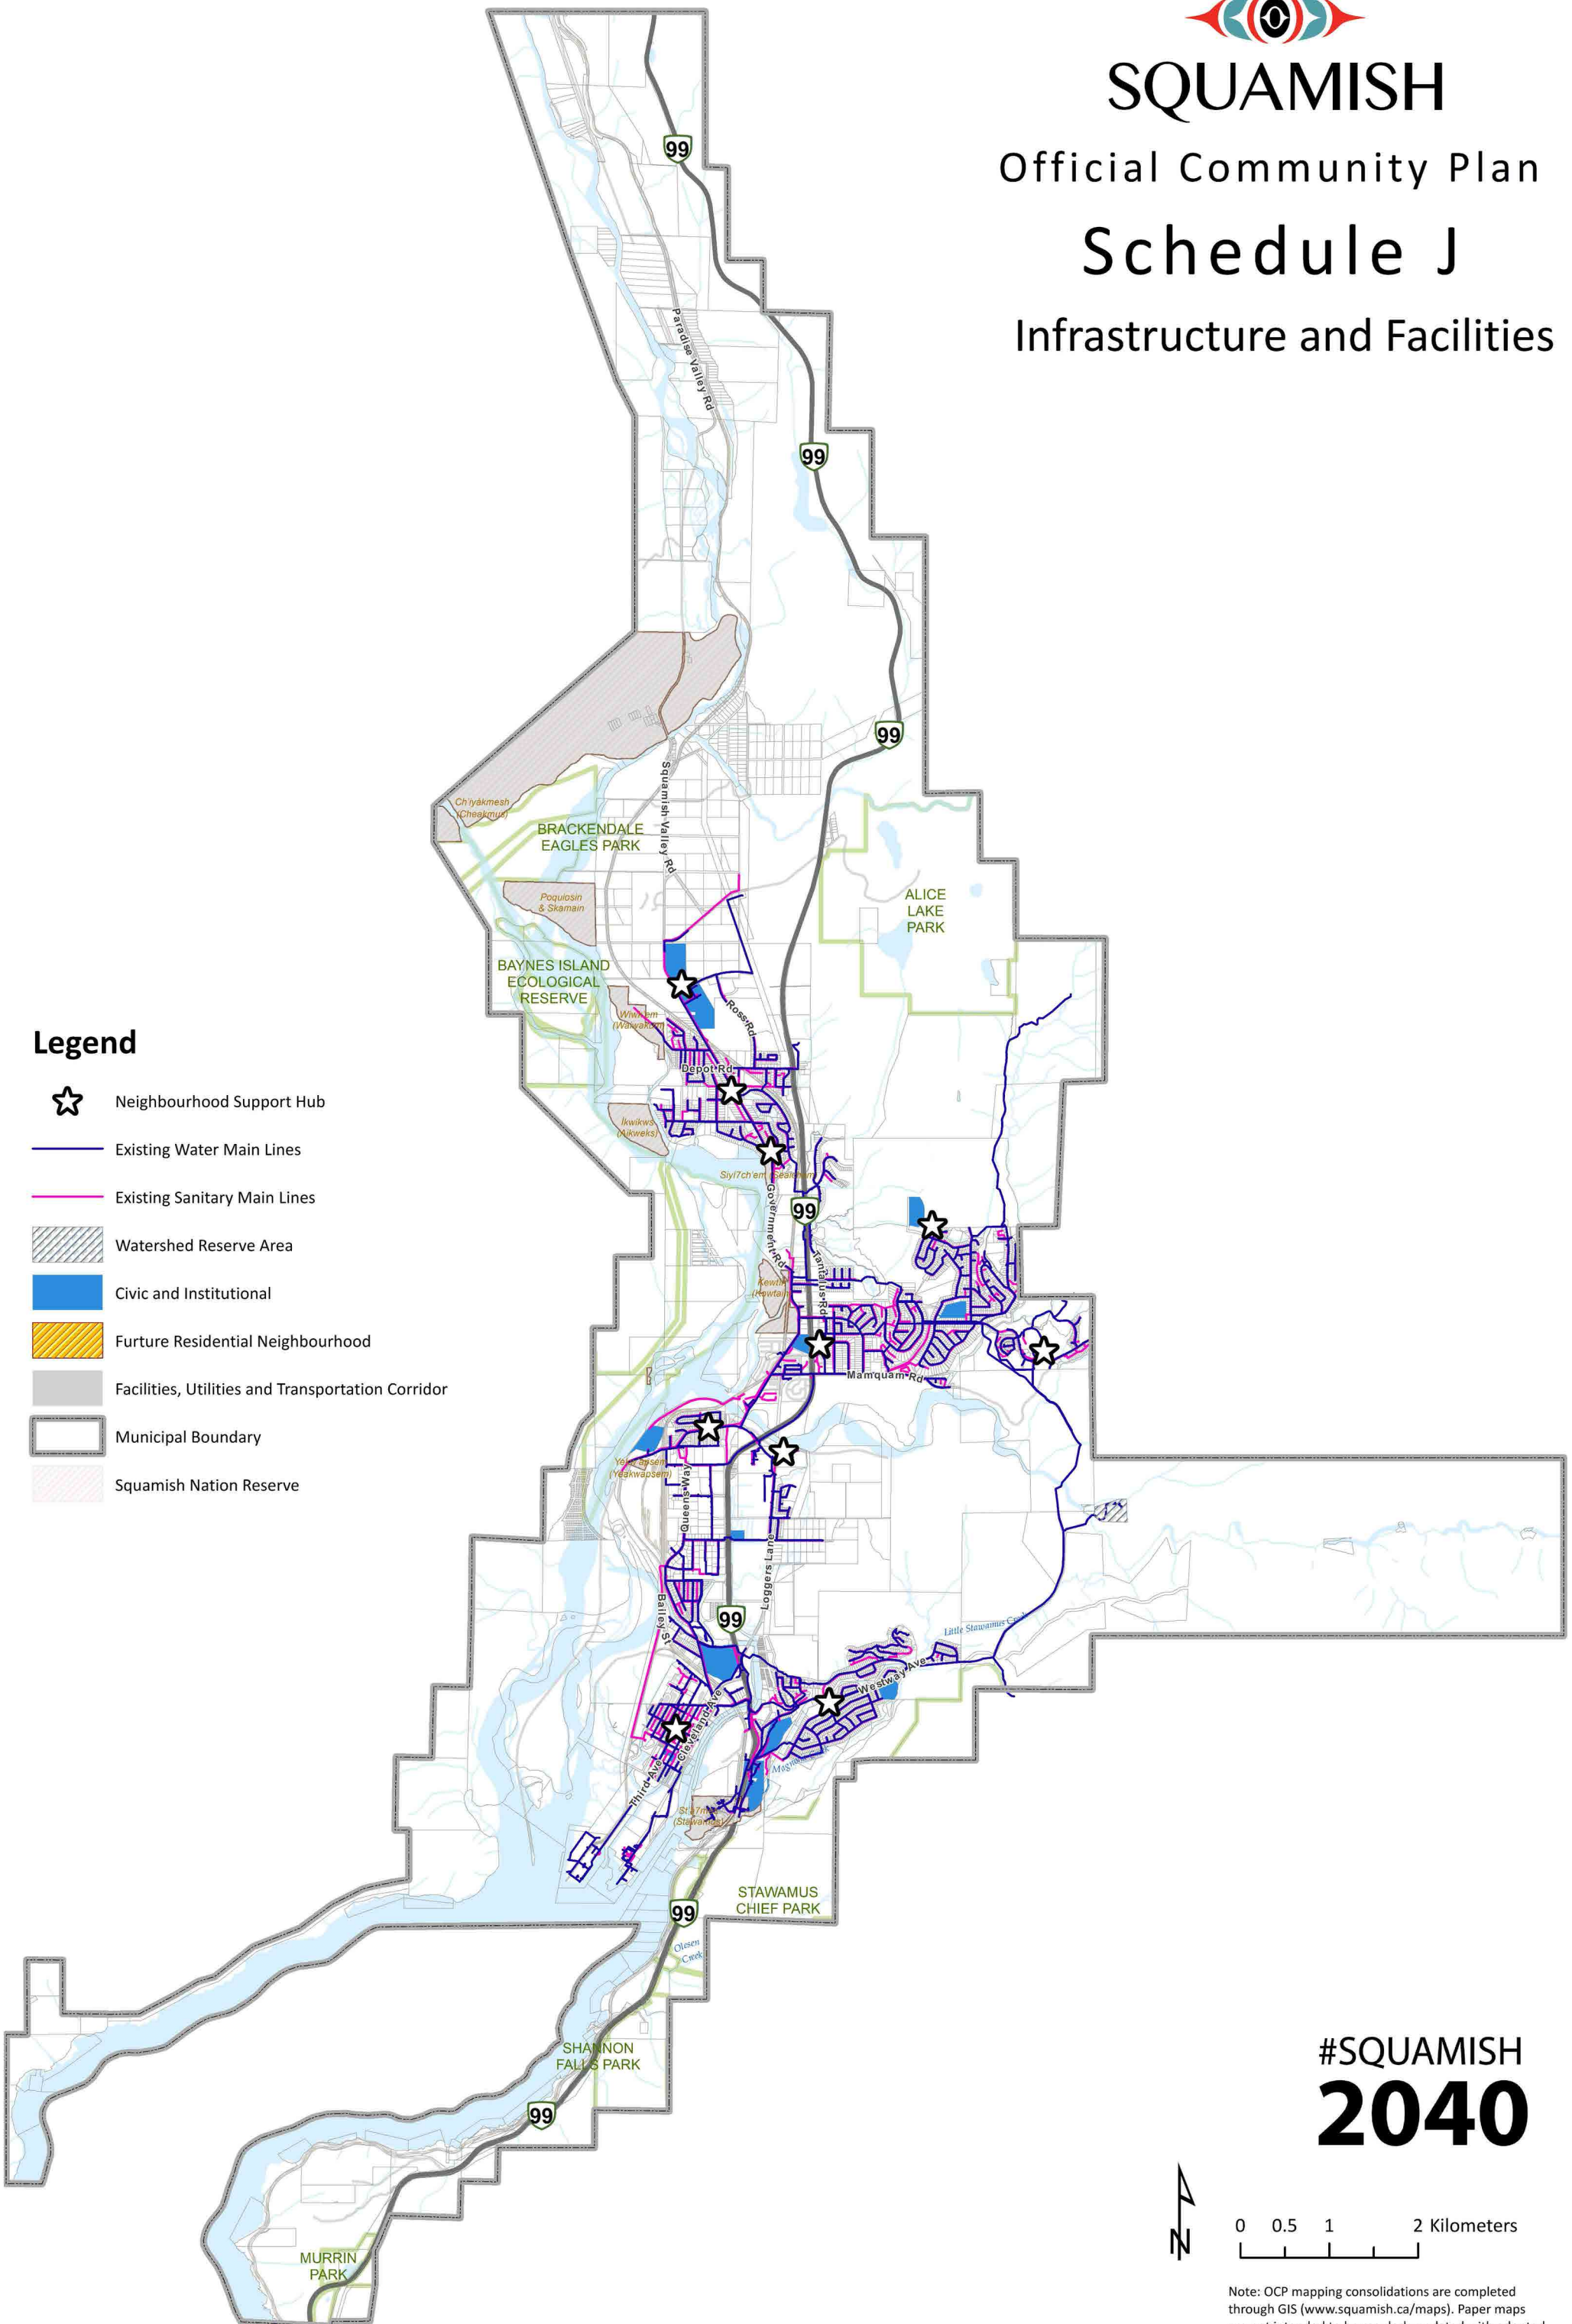 SQUAMISH
Official Community Plan
Schedule J
Infrastructure and Facilities
99
Paradise Valley Rd
99
99
Ch'iyákmesh
(Cheakmus)
BRACKENDALE
EAGLES PARK
Squamish Valley Rd
Poquiosin
& Skamain
ALICE
LAKE
PARK
BAYNES ISLAND
ECOLOGICAL
RESERVE
Ross Rd
Depot Rd
(Aikweks)
Government Rd
99
Tantalus Rd
Mamquam Rd
(Yeakwapsem)
Queens Way
Loggers Lane
Bailey St
99
Little Stawamus Creek
Westway Ave
Cleveland Ave
Third Ave
(Stawamus)
STAWAMUS
CHIEF PARK
99
Olesen
Creek
SHANNON
FALLS PARK
99
MURRIN
PARK
Legend
Neighbourhood Support Hub
Existing Water Main Lines
Existing Sanitary Main Lines
Watershed Reserve Area
Civic and Institutional
Furture Residential Neighbourhood
Facilities, Utilities and Transportation Corridor
Municipal Boundary
Squamish Nation Reserve
#SQUAMISH
2040
N
0 0.5 1 2 Kilometers
Note: OCP mapping consolidations are completed
through GIS (www.squamish.ca/maps). Paper maps